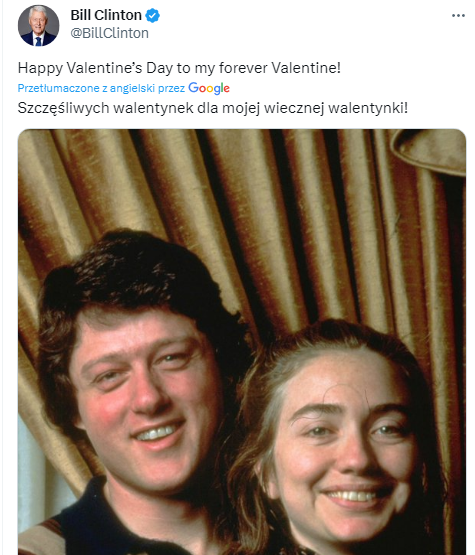 Bill Clinton
@BillClinton
Happy Valentine’s Day to my forever Valentine!
Przetłumaczone z angielski przez Google
Szczęśliwych walentynek dla mojej wiecznej walentynki!